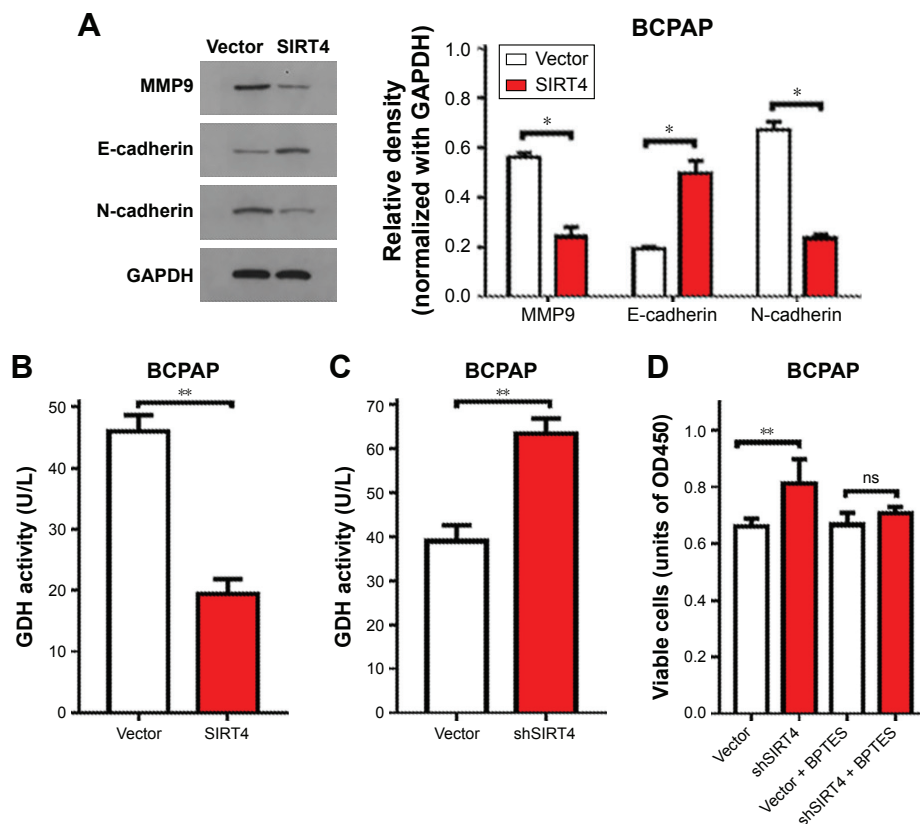 A
Vector SIRT4
MMP9
E-cadherin
N-cadherin
GAPDH
BCPAP
Relative density
(normalized with GAPDH)
1.0
0.8
0.6
0.4
0.2
0.0
Vector
SIRT4
*
*
*
MMP9 E-cadherin N-cadherin
B
BCPAP
GDH activity (U/L)
50
40
30
20
10
0
**
Vector SIRT4
C
BCPAP
GDH activity (U/L)
70
60
50
40
30
20
10
0
**
Vector shSIRT4
D
BCPAP
Viable cells (units of OD450)
1.0
0.8
0.6
0.4
0.2
0.0
**
ns
Vector
shSIRT4
Vector + BPTES
shSIRT4 + BPTES